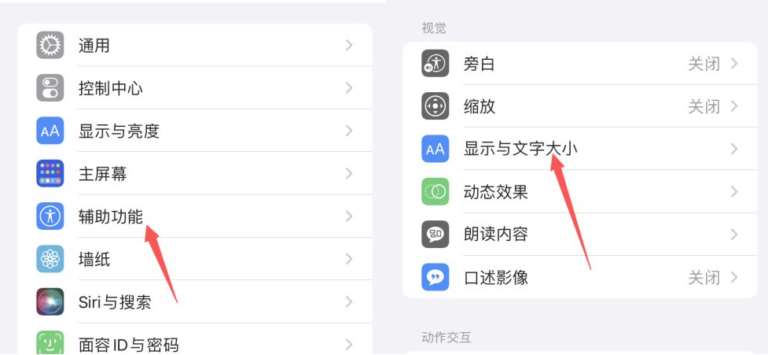 通用
控制中心
AA 显示与亮度
主屏幕
辅助功能
墙纸
Siri与搜索
面容ID与密码
视觉
旁白 关闭
缩放 关闭
AA 显示与文字大小
动态效果
朗读内容
口述影像 关闭
动作交互